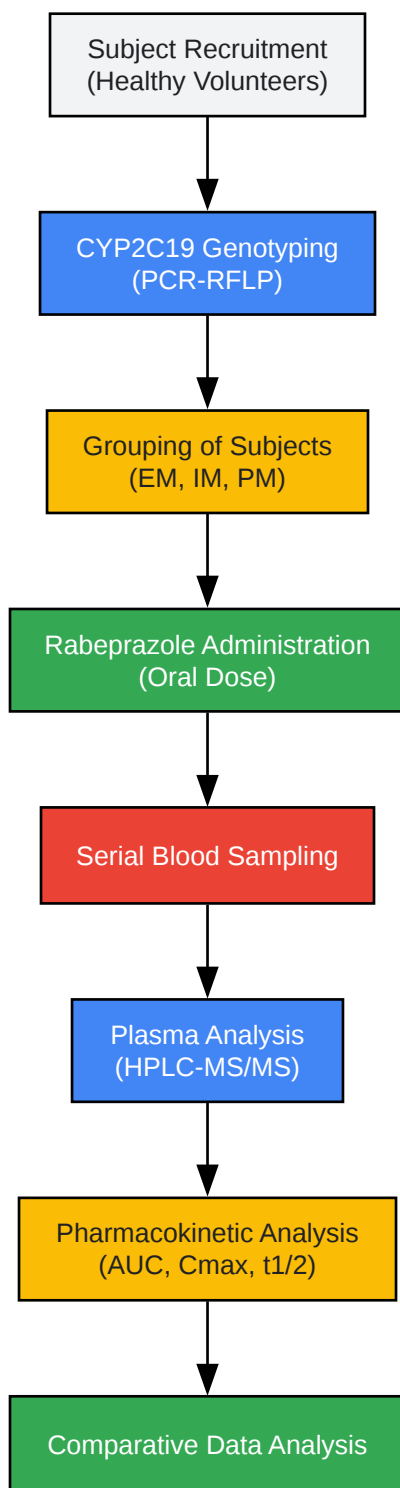 Subject Recruitment
(Healthy Volunteers)
CYP2C19 Genotyping
(PCR-RFLP)
Grouping of Subjects
(EM, IM, PM)
Rabeprazole Administration
(Oral Dose)
Serial Blood Sampling
Plasma Analysis
(HPLC-MS/MS)
Pharmacokinetic Analysis
(AUC, Cmax, t1/2)
Comparative Data Analysis